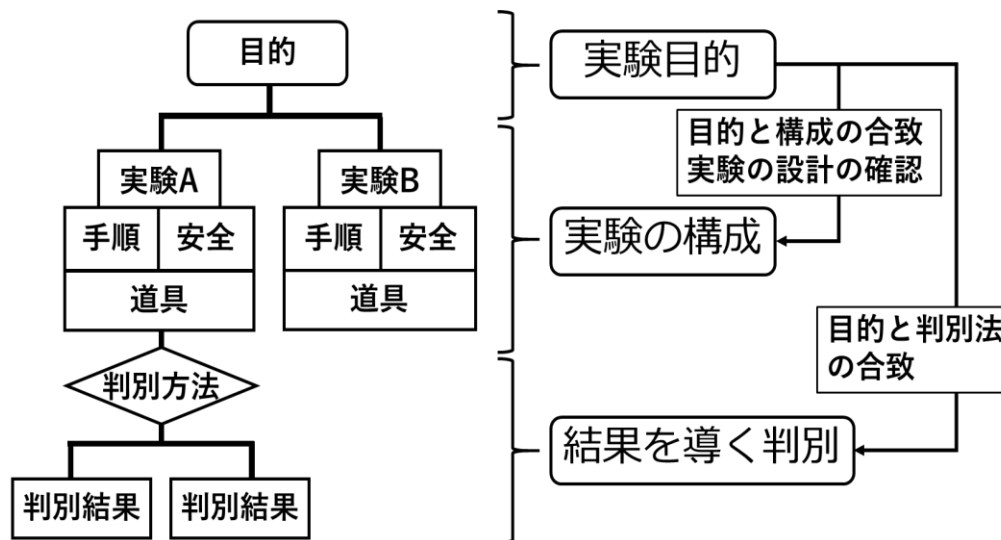 目的
実験A
実験B
手順
安全
手順
安全
道具
道具
判別方法
判別結果
判別結果
実験目的
目的と構成の合致
実験の設計の確認
実験の構成
目的と判別法
の合致
結果を導く判別